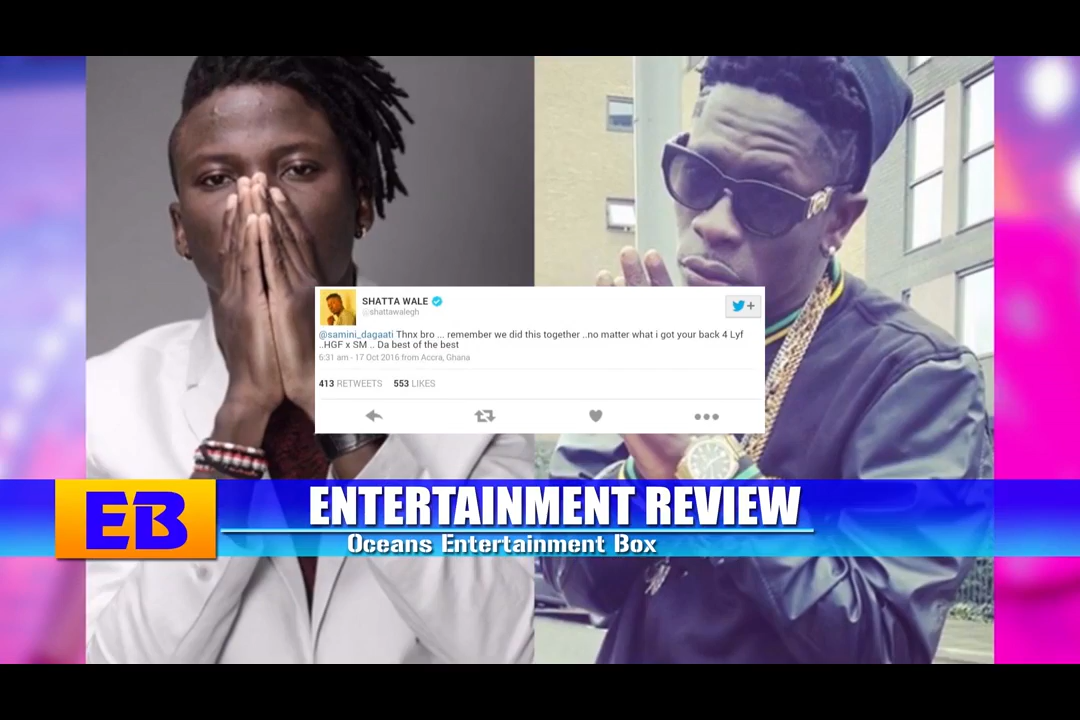 SHATTA WALE
@shattawalegh
@samini_dagaati Thnx bro ... remember we did this together ..no matter what i got your back 4 Lyf
..HGF x SM .. Da best of the best
6:31 am - 17 Oct 2016 from Accra, Ghana
413 RETWEETS 553 LIKES
EB
ENTERTAINMENT REVIEW
Oceans Entertainment Box